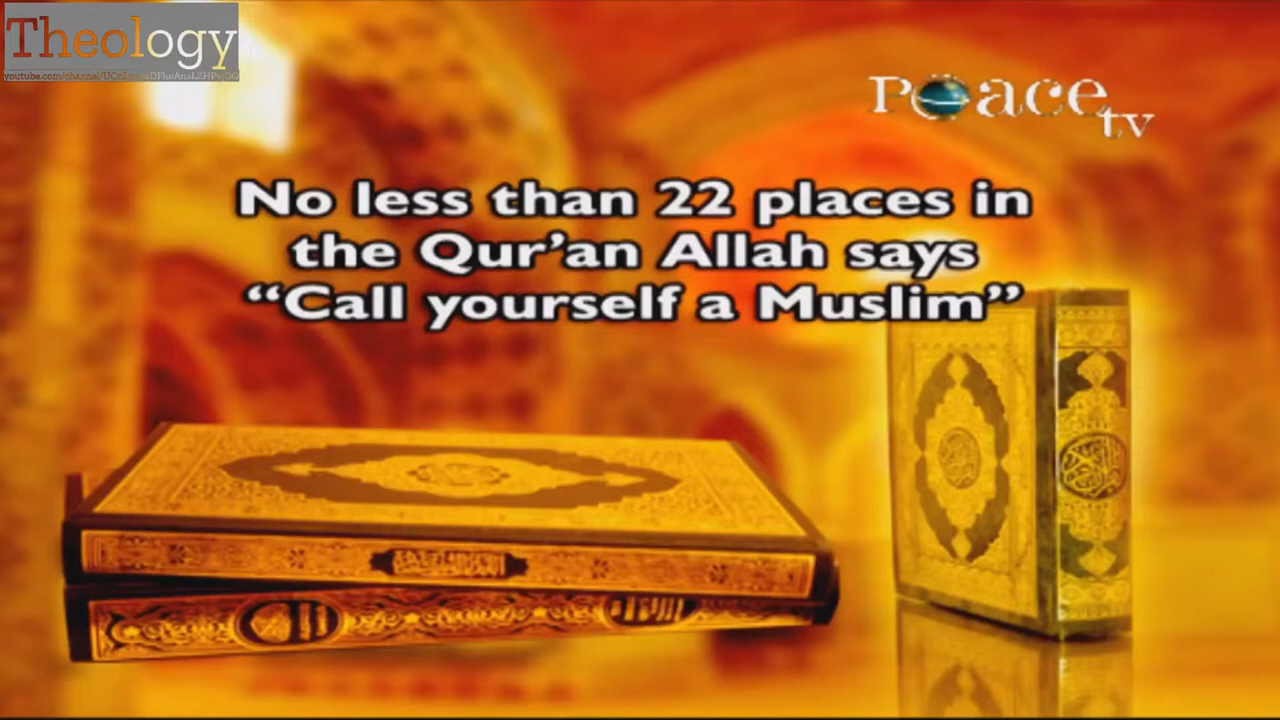 Theology
Peace
tv
No less than 22 places in
the Qur’an Allah says
“Call yourself a Muslim”